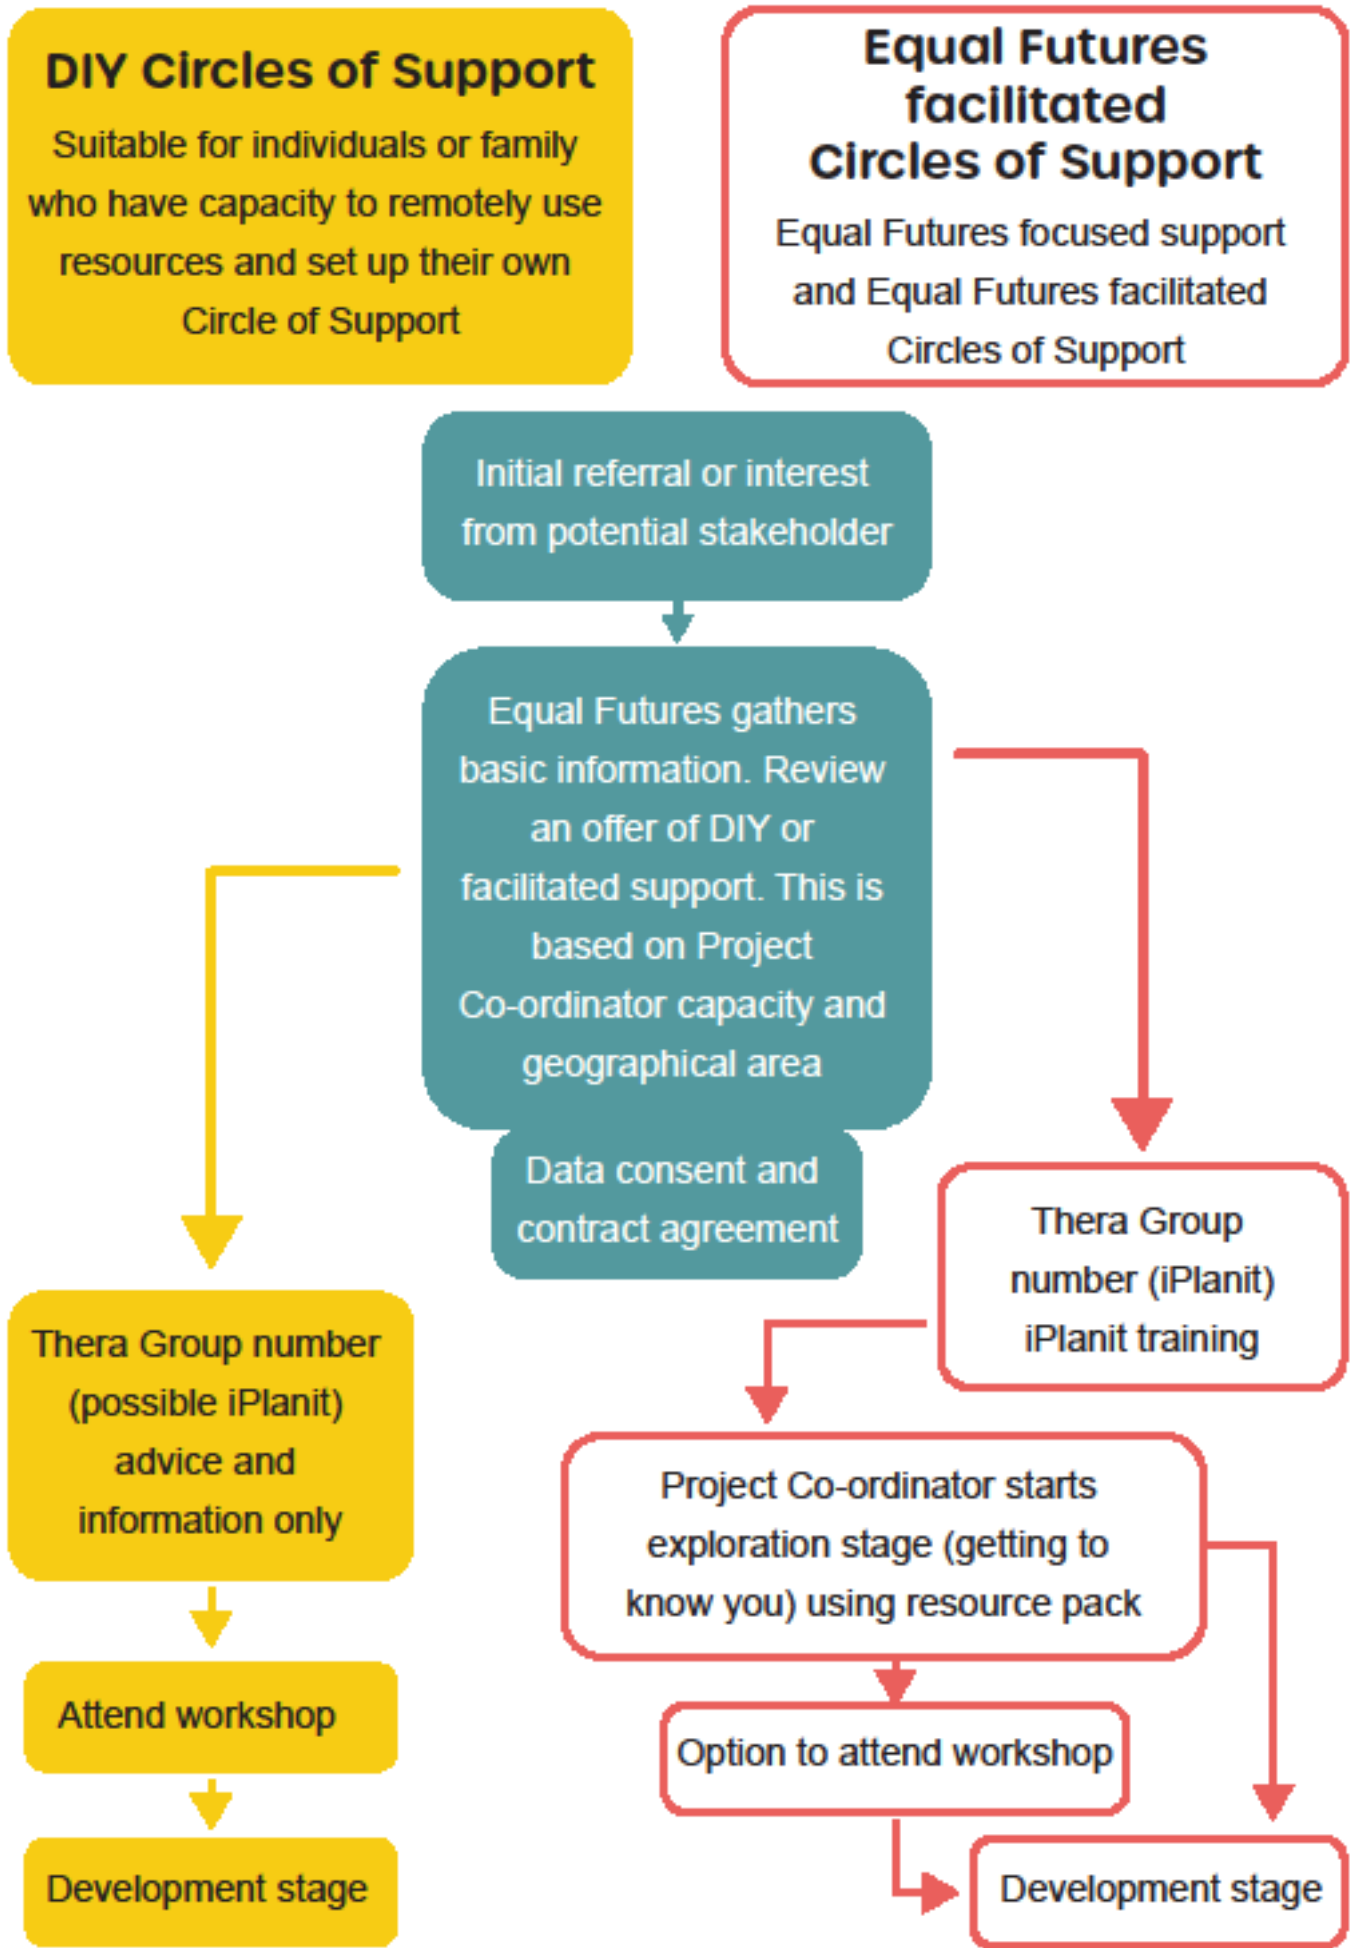 DIY Circles of Support
Suitable for individuals or family
who have capacity to remotely use
resources and set up their own
Circle of Support
Equal Futures
facilitated
Circles of Support
Equal Futures focused support
and Equal Futures facilitated
Circles of Support
Initial referral or interest
from potential stakeholder
Equal Futures gathers
basic information. Review
an offer of DIY or
facilitated support. This is
based on Project
Co-ordinator capacity and
geographical area
Data consent and
contract agreement
Thera Group number
(possible iPlanit)
advice and
information only
Attend workshop
Development stage
Thera Group
number (iPlanit)
iPlanit training
Project Co-ordinator starts
exploration stage (getting to
know you) using resource pack
Option to attend workshop
Development stage